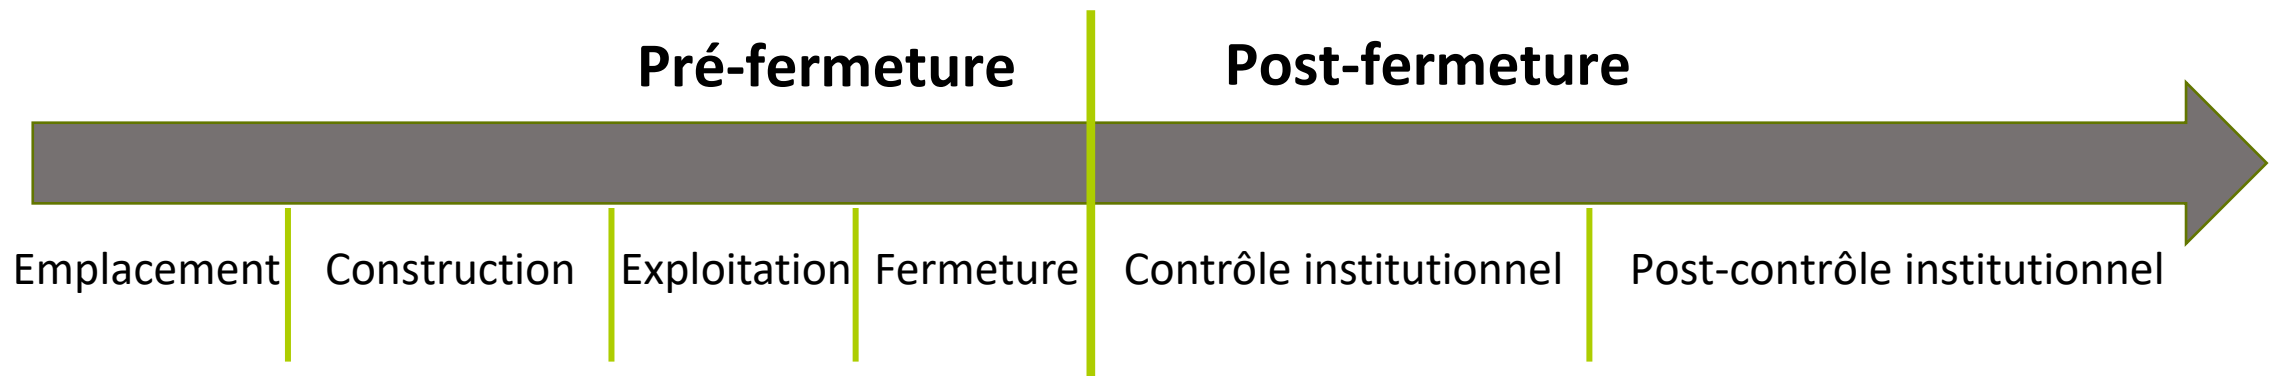 Pré-fermeture
Post-fermeture
Emplacement
Construction
Exploitation
Fermeture
Contrôle institutionnel
Post-contrôle institutionnel